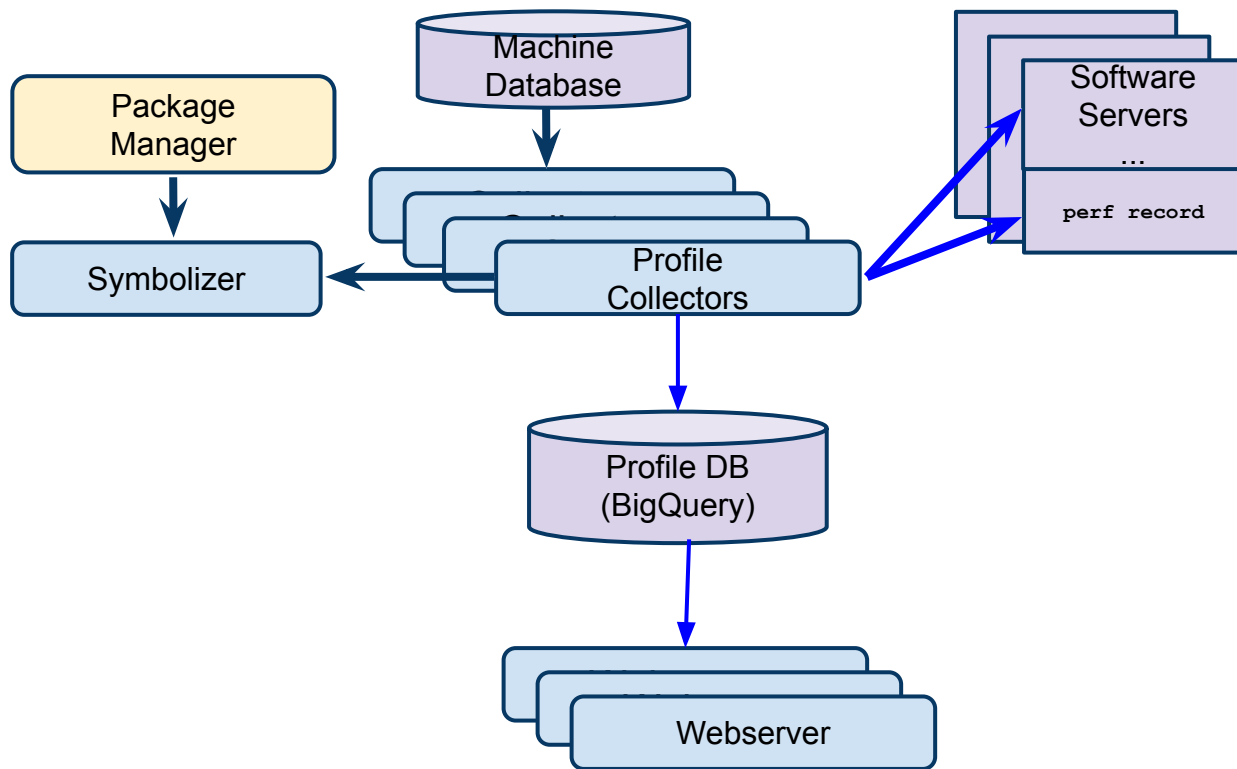 Machine
Database
Package
Manager
Software
Servers
...
perf record
Symbolizer
Profile
Collectors
Profile DB
(BigQuery)
Webserver